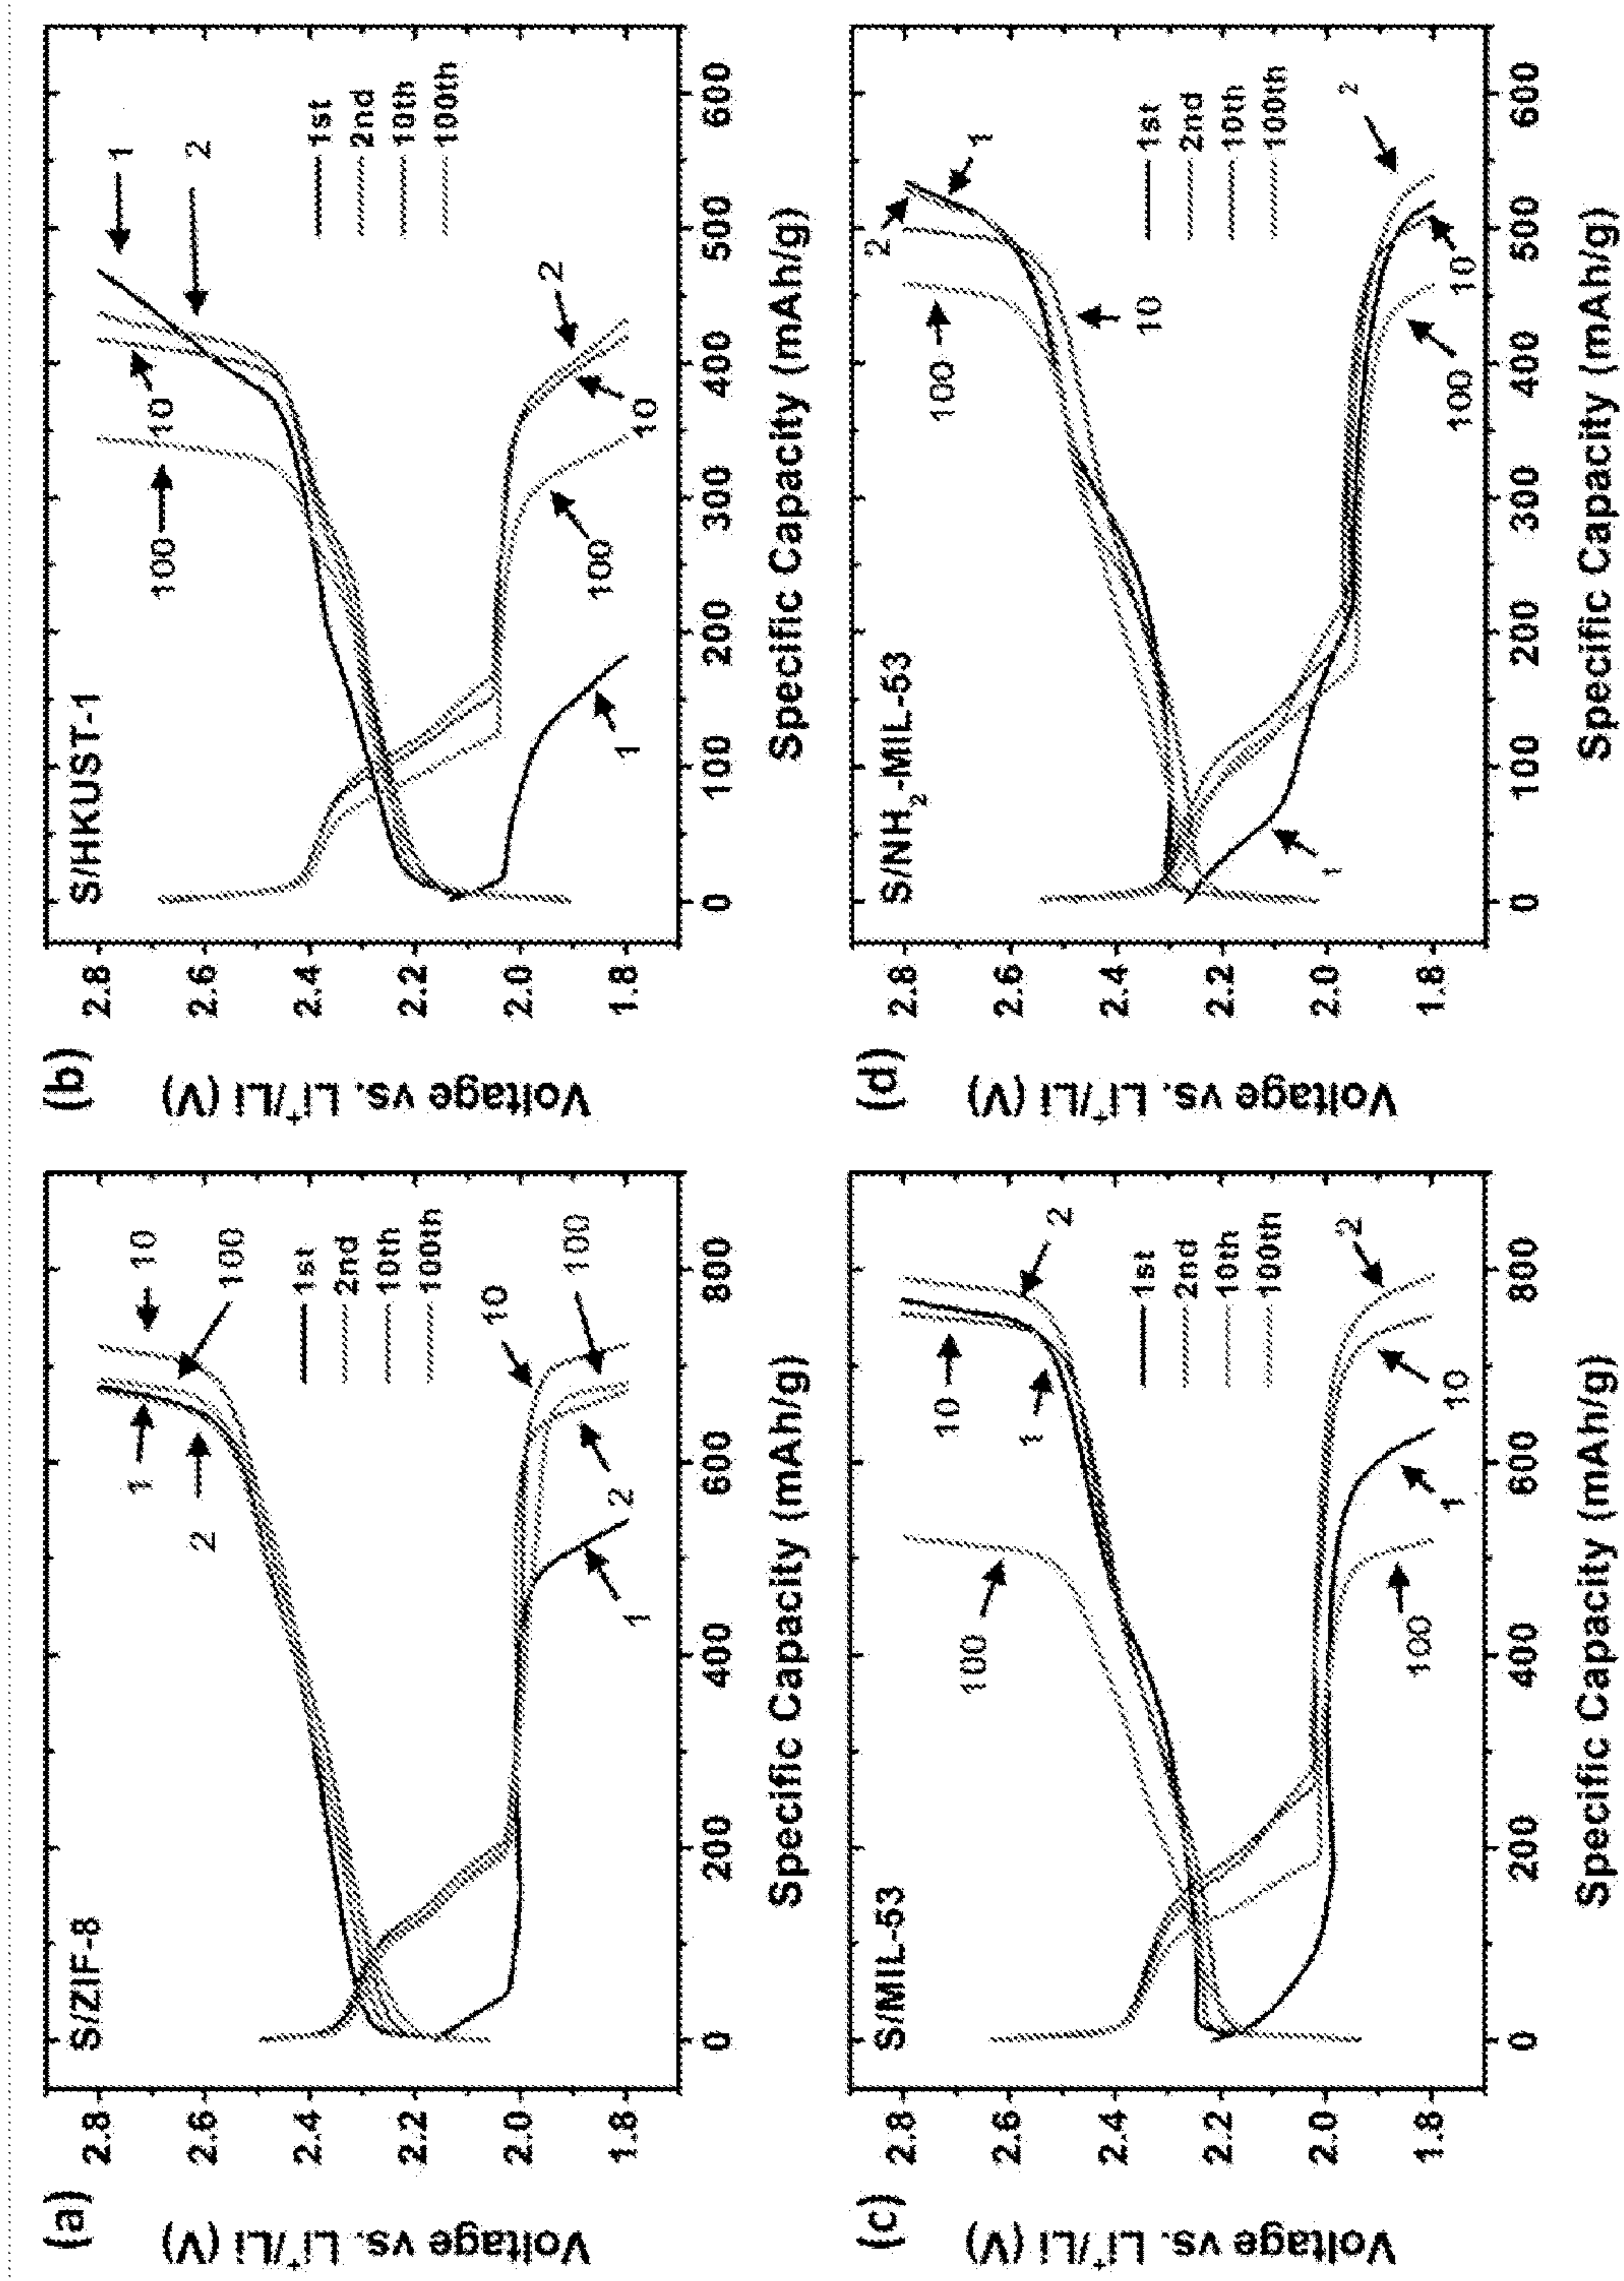 (a)
S/ZIF-8
Voltage vs. Li⁺/Li (V)
2.8
2.6
2.4
2.2
2.0
1.8
0
200
400
600
800
Specific Capacity (mAh/g)
1st
2nd
10th
100th
1
2
10
100
10
100
2
1
(b)
S/HKUST-1
Voltage vs. Li⁺/Li (V)
2.8
2.6
2.4
2.2
2.0
1.8
0
100
200
300
400
500
600
Specific Capacity (mAh/g)
1st
2nd
10th
100th
100
10
1
2
2
10
100
1
(c)
S/MIL-53
Voltage vs. Li⁺/Li (V)
2.8
2.6
2.4
2.2
2.0
1.8
0
200
400
600
800
Specific Capacity (mAh/g)
1st
2nd
10th
100th
100
10
1
2
2
10
1
100
(d)
S/NH₂-MIL-53
Voltage vs. Li⁺/Li (V)
2.8
2.6
2.4
2.2
2.0
1.8
0
100
200
300
400
500
600
Specific Capacity (mAh/g)
1st
2nd
10th
100th
100
2
1
10
2
10
100
1